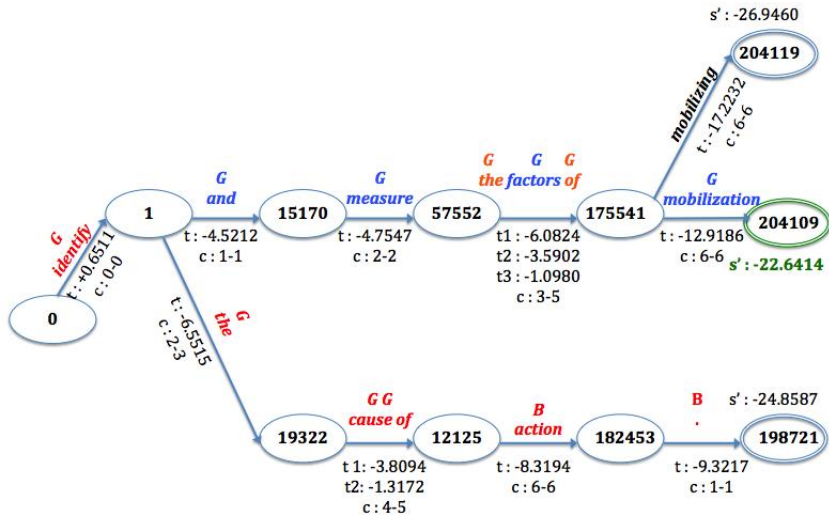 s' : -26.9460
204119
mobilizing
t : -17.2232
c : 6-6
G
identify
t : +0.6511
c : 0-0
0
1
G
and
t: -4.5212
c : 1-1
15170
G
measure
t : -4.7547
c : 2-2
57552
G G G
the factors of
t1 : -6.0824
t2 : -3.5902
t3 : -1.0980
c : 3-5
175541
G
mobilization
t : -12.9186
c : 6-6
204109
s' : -22.6414
G
the
t : -6.5515
c : 2-3
19322
G G
cause of
t 1: -3.8094
t2: -1.3172
c : 4-5
12125
B
action
t : -8.3194
c : 6-6
182453
B
.
t : -9.3217
c : 1-1
s' : -24.8587
198721